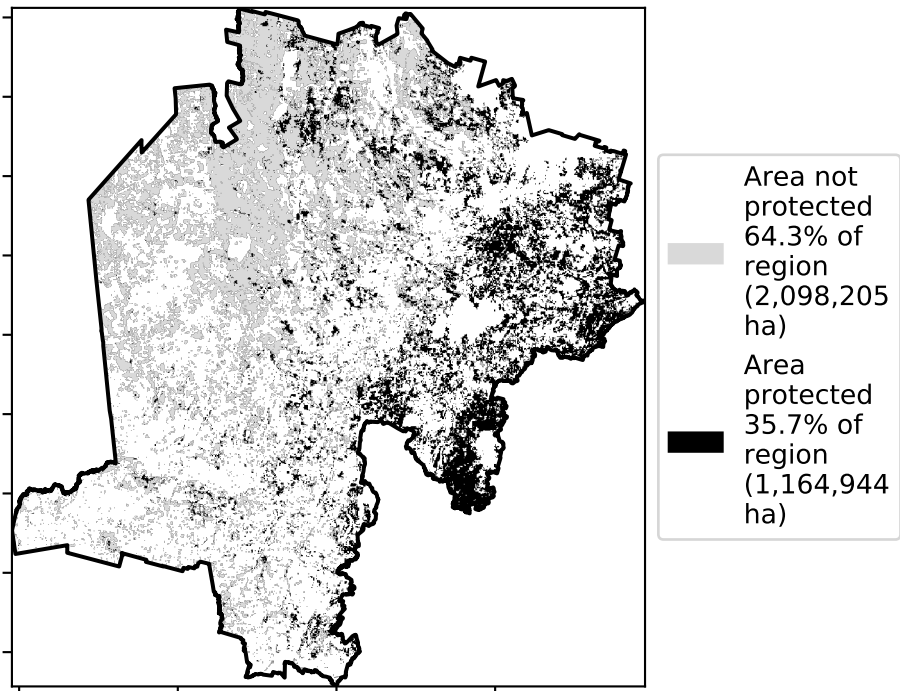 Area not
protected
64.3% of
region
(2,098,205
ha)
Area
protected
35.7% of
region
(1,164,944
ha)